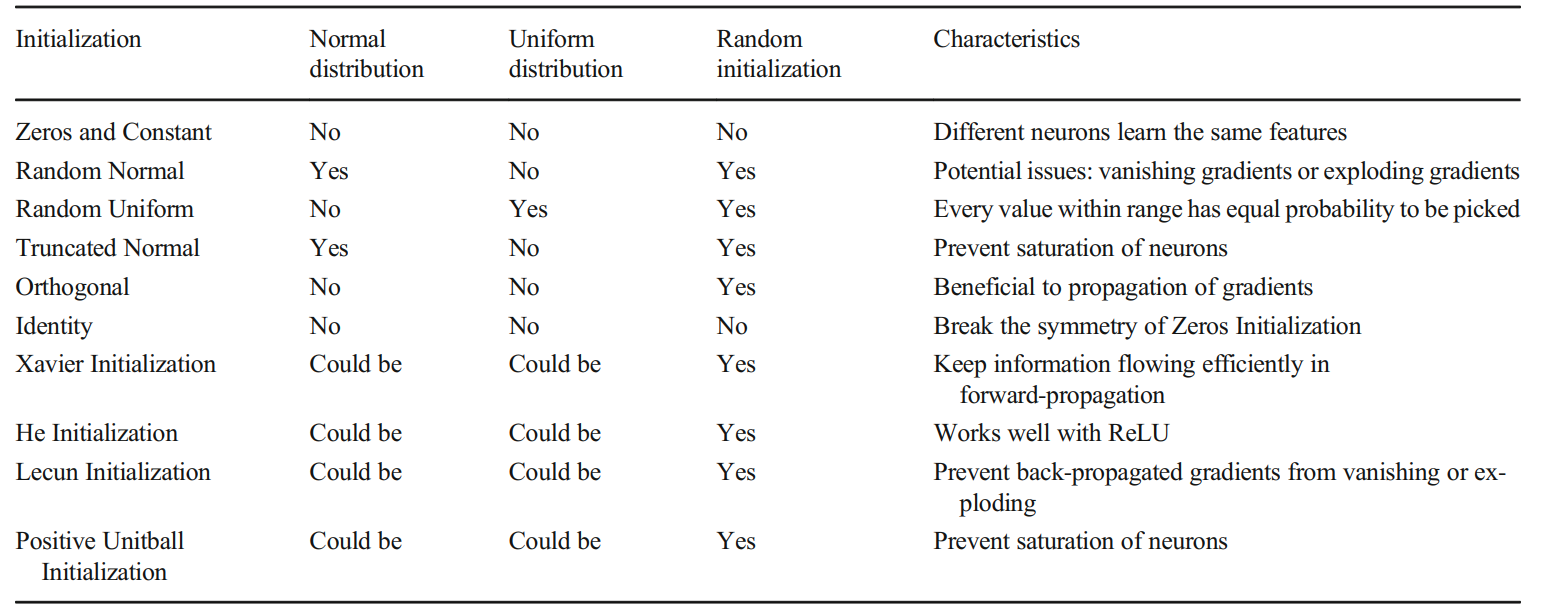 Initialization Normal distribution Uniform distribution Random initialization Characteristics
Zeros and Constant No No No Different neurons learn the same features
Random Normal Yes No Yes Potential issues: vanishing gradients or exploding gradients
Random Uniform No Yes Yes Every value within range has equal probability to be picked
Truncated Normal Yes No Yes Prevent saturation of neurons
Orthogonal No No Yes Beneficial to propagation of gradients
Identity No No No Break the symmetry of Zeros Initialization
Xavier Initialization Could be Could be Yes Keep information flowing efficiently in
forward-propagation
He Initialization Could be Could be Yes Works well with ReLU
Lecun Initialization Could be Could be Yes Prevent back-propagated gradients from vanishing or ex-
ploding
Positive Unitball Could be Could be Yes Prevent saturation of neurons
Initialization